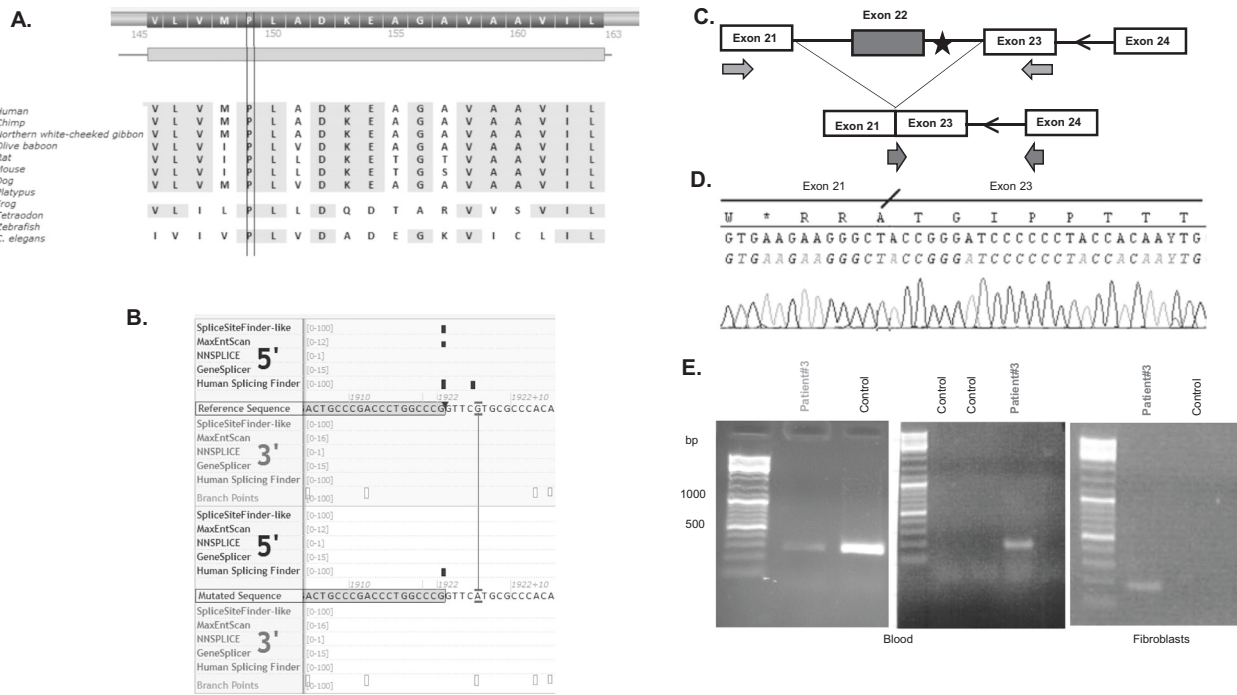 A.
V L V M P L A D K E A G A V A A V I L
145 150 155 160 163
Human V L V M P L A D K E A G A V A A V I L
Chimp V L V M P L A D K E A G A V A A V I L
Northern white-cheeked gibbon V L V M P L A D K E A G A V A A V I L
Olive baboon V L V I P L V D K E A G A V A A V I L
Rat V L V I P L L D K E T G T V A A V I L
Mouse V L V I P L L D K E T G S V A A V I L
Dog V L V M P L V D K E A G A V A A V I L
Platypus
Frog
Tetraodon V L I L P L L D Q D T A R V V S V I L
Zebrafish
C. elegans I V I V P L V D A D E G K V I C L I L
B.
SpliceSiteFinder-like [0-100]
MaxEntScan [0-12]
NNSPLICE [0-1]
GeneSplicer [0-15]
Human Splicing Finder [0-100]
5'
1910 1922 1922+10
Reference Sequence ACTGCCCGACCCTGGCCCGGTTCGTGCGCCCACA
SpliceSiteFinder-like [0-100]
MaxEntScan [0-16]
NNSPLICE [0-1]
GeneSplicer [0-15]
Human Splicing Finder [0-100]
3'
Branch Points [0-100]
SpliceSiteFinder-like [0-100]
MaxEntScan [0-12]
NNSPLICE [0-1]
GeneSplicer [0-15]
Human Splicing Finder [0-100]
5'
1910 1922 1922+10
Mutated Sequence ACTGCCCGACCCTGGCCCGGTTCATGCGCCCACA
SpliceSiteFinder-like [0-100]
MaxEntScan [0-16]
NNSPLICE [0-1]
GeneSplicer [0-15]
Human Splicing Finder [0-100]
3'
Branch Points [0-100]
C.
Exon 21 Exon 22 Exon 23 Exon 24
Exon 21 Exon 23 Exon 24
D.
Exon 21 Exon 23
W * R R A T G I P P T T T
GTGAAGAAGGGCTACCGGGATCCCCCCTACCACAAYTG
GTGAAGAAGGGCTACCGGGATCCCCCCTACCACAAYTG
E.
Patient#3 Control Control Control Patient#3 Patient#3 Control
bp
1000
500
Blood Fibroblasts